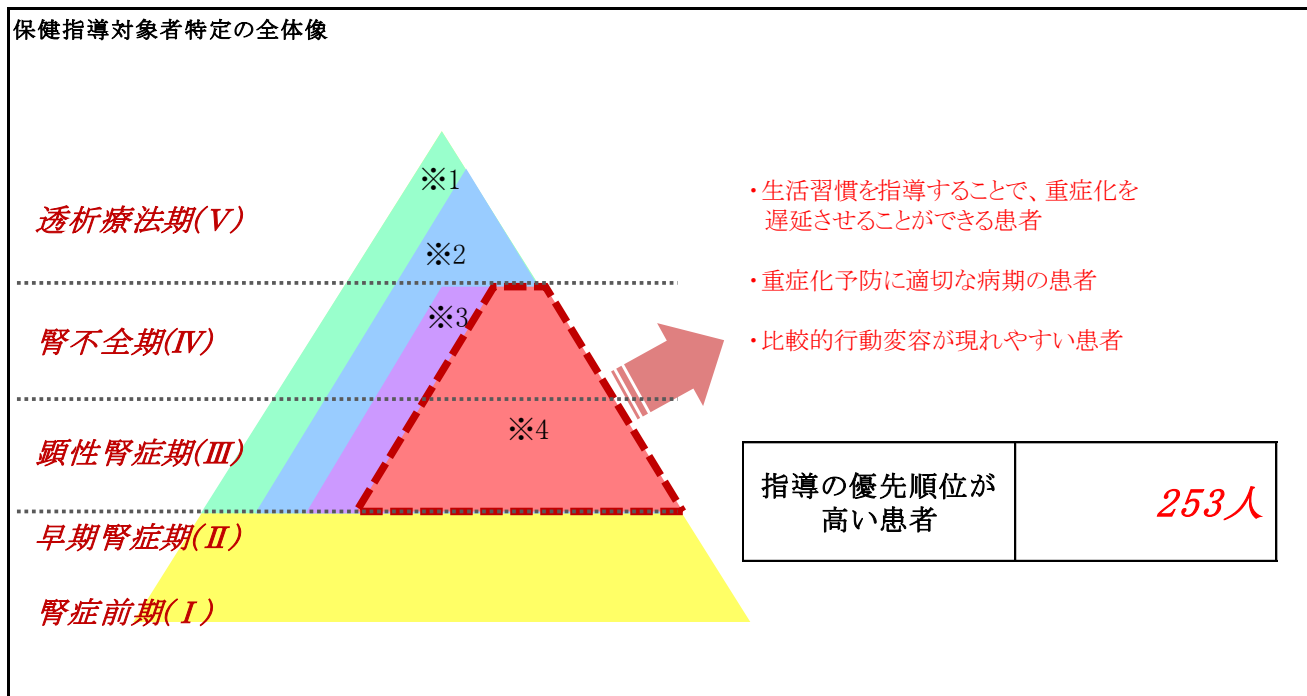 保健指導対象者特定の全体像
※1
透析療法期(Ⅴ)
※2
腎不全期(Ⅳ)
※3
顕性腎症期(Ⅲ)
※4
早期腎症期(Ⅱ)
腎症前期(Ⅰ)
・生活習慣を指導することで、重症化を
遅延させることができる患者
・重症化予防に適切な病期の患者
・比較的行動変容が現れやすい患者
指導の優先順位が
高い患者
253人